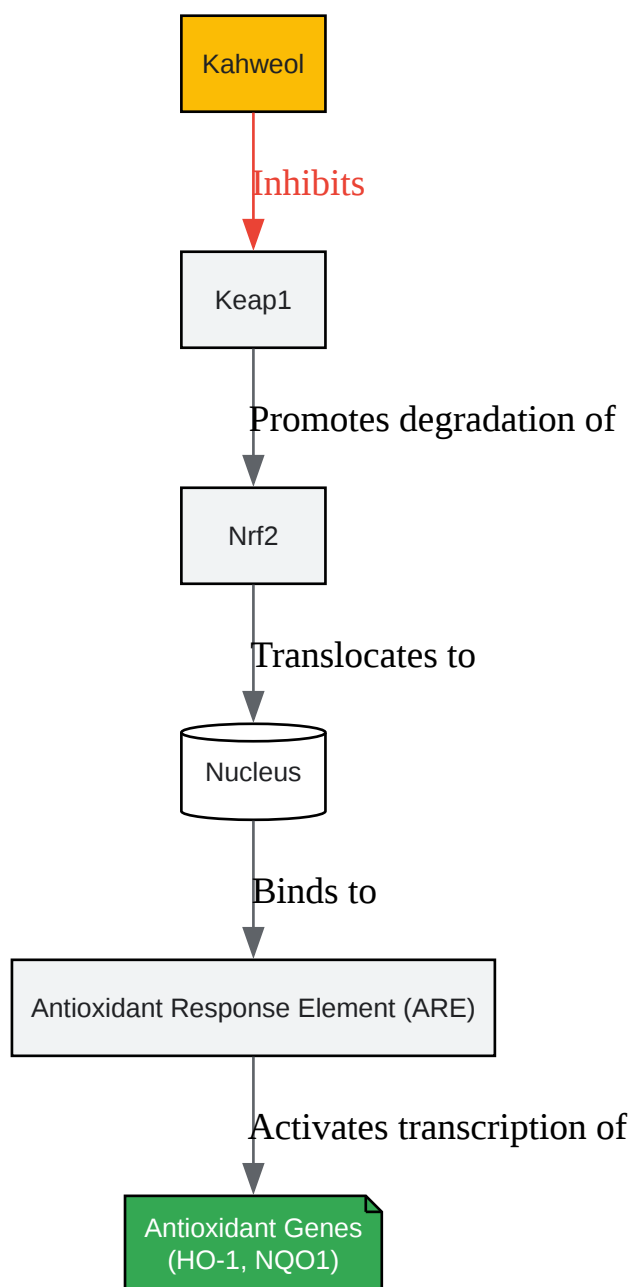 Kahweol
Inhibits
Keap1
Promotes degradation of
Nrf2
Translocates to
Nucleus
Binds to
Antioxidant Response Element (ARE)
Activates transcription of
Antioxidant Genes
(HO-1, NQO1)